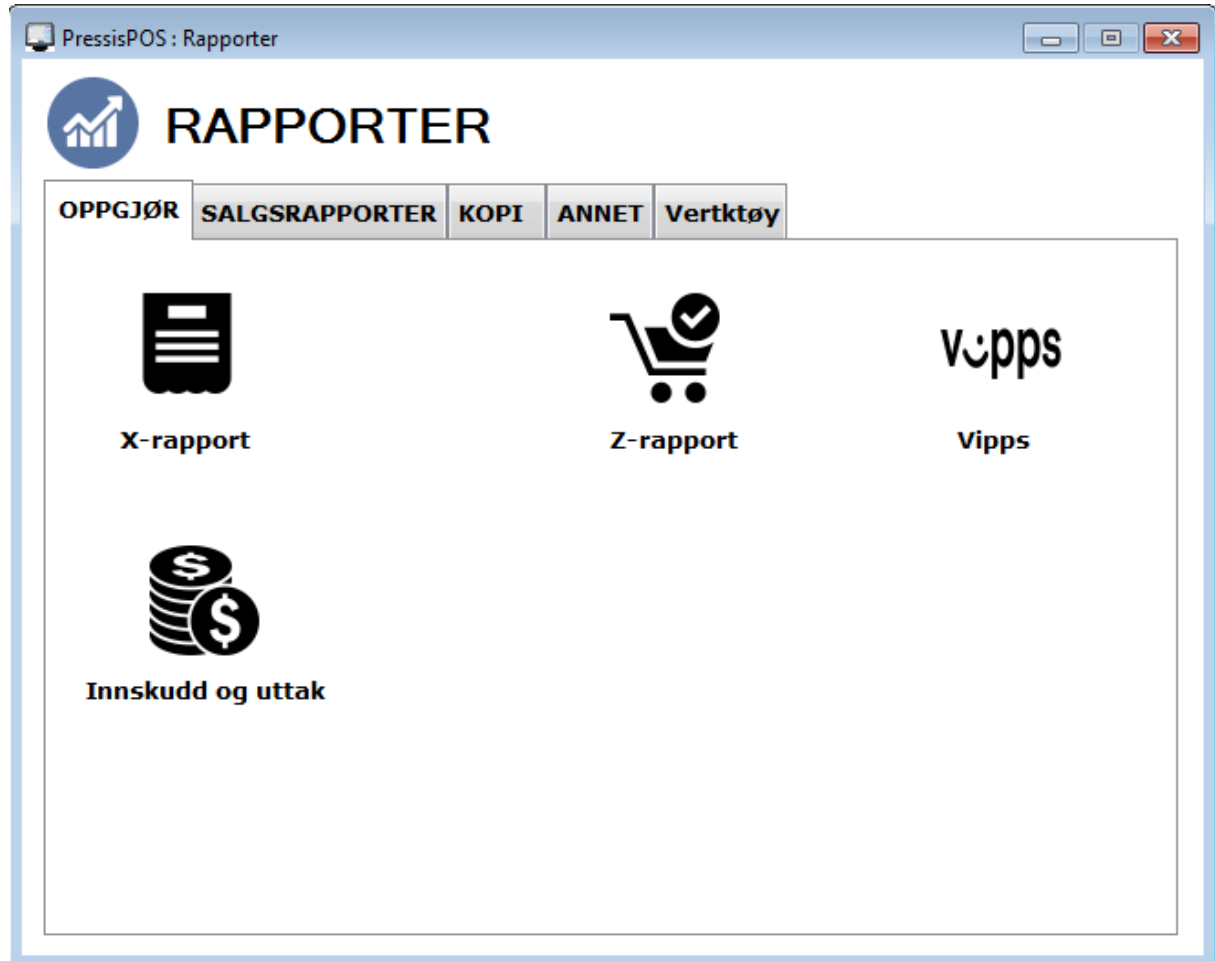 PressisPOS : Rapporter
RAPPORTER
OPPGJØR SALGSRAPPORTER KOPI ANNET Vertktøy
vipps
X-rapport Z-rapport Vipps
$
$
Innskudd og uttak